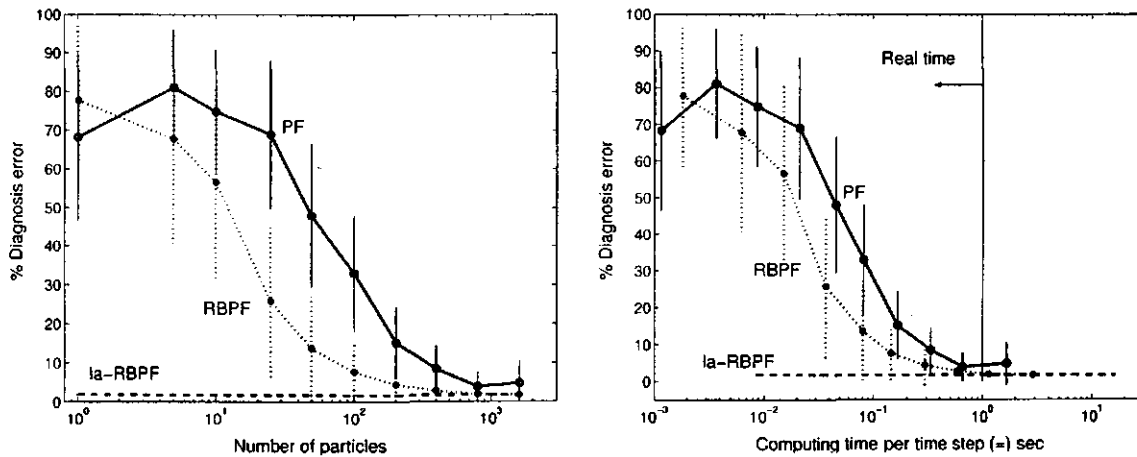 100
90
80
70
60
50
40
30
20
10
0
% Diagnosis error
PF
RBPF
la-RBPF
10^0 10^1 10^2 10^3
Number of particles
100
90
80
70
60
50
40
30
20
10
0
% Diagnosis error
Real time
PF
RBPF
la-RBPF
10^-3 10^-2 10^-1 10^0 10^1
Computing time per time step (=) sec